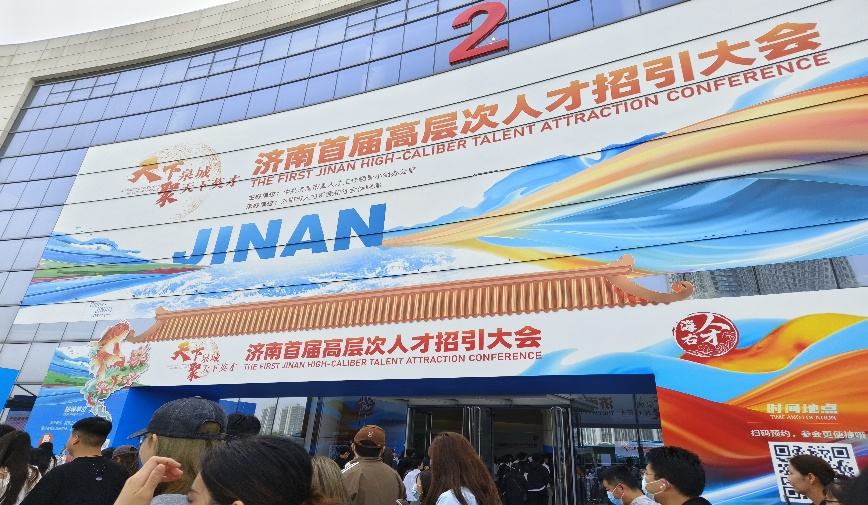 2
济南首届高层次人才招引大会
THE FIRST JINAN HIGH-CALIBER TALENT ATTRACTION CONFERENCE
天下泉城
聚天下英才
JINAN
济南首届高层次人才招引大会
THE FIRST JINAN HIGH-CALIBER TALENT ATTRACTION CONFERENCE
天下泉城
聚天下英才
海右人才
时间地点
扫码预约，参会更便捷